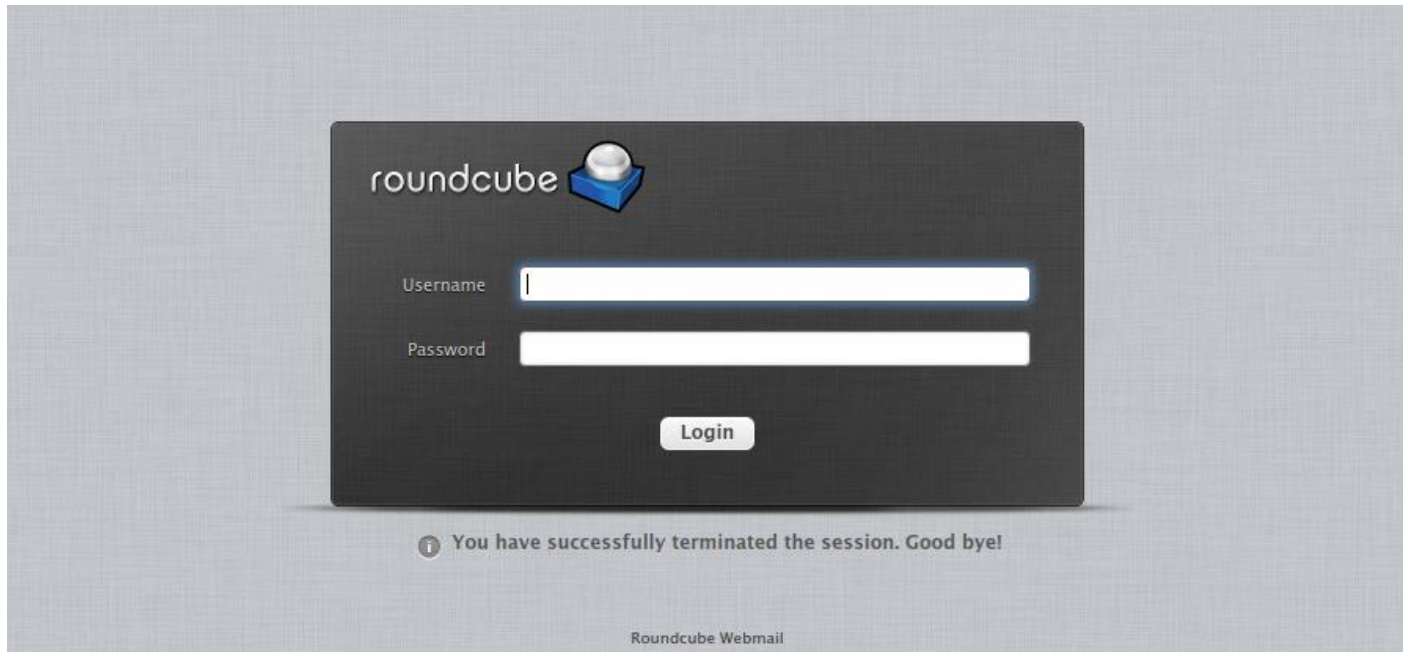 roundcube
Username
Password
Login
You have successfully terminated the session. Good bye!
Roundcube Webmail